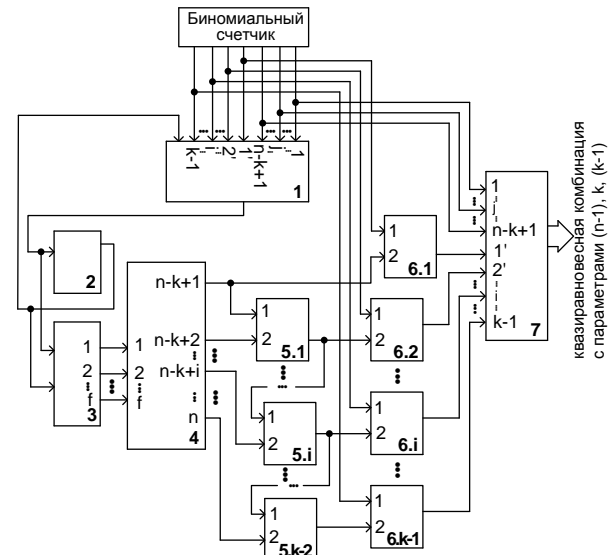 Биномиальный
счетчик
k-1 ... i ... 2' 1' n-k+1 ... j ... 1
1
2
1
2
...
f
3
1
2
...
f
n-k+1
n-k+2
...
n-k+i
...
n
4
1
2
5.1
1
2
5.i
1
2
5.k-2
1
2
6.1
1
2
6.2
1
2
6.i
1
2
6.k-1
1
...
j
...
n-k+1
1'
2'
...
i
...
k-1
7
квазиравновесная комбинация
с параметрами (n-1), k, (k-1)